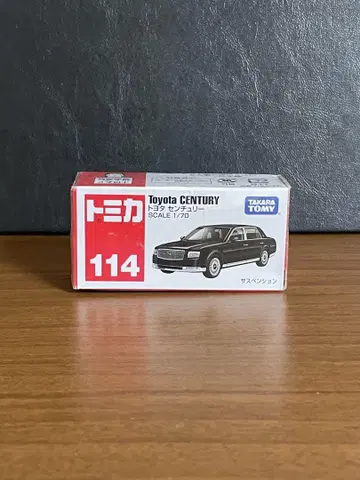 トミカ
114
Toyota CENTURY
トヨタ センチュリー
SCALE 1/70
TAKARA
TOMY
サスペンション